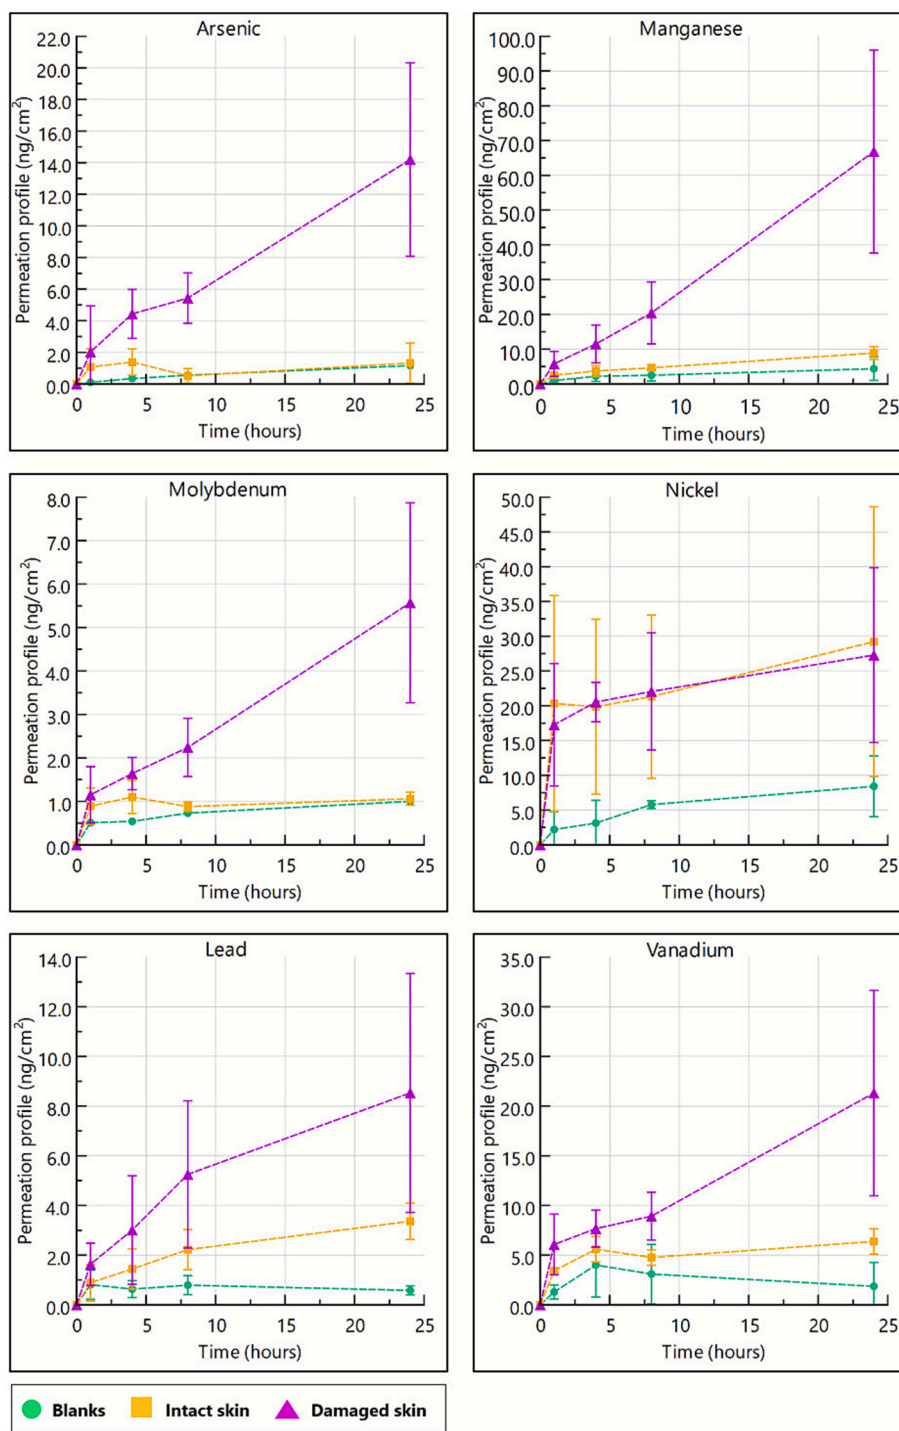 Arsenic
Permeation profile (ng/cm²)
22.0
20.0
18.0
16.0
14.0
12.0
10.0
8.0
6.0
4.0
2.0
0.0
0 5 10 15 20 25
Time (hours)
Manganese
Permeation profile (ng/cm²)
100.0
90.0
80.0
70.0
60.0
50.0
40.0
30.0
20.0
10.0
0.0
0 5 10 15 20 25
Time (hours)
Molybdenum
Permeation profile (ng/cm²)
8.0
7.0
6.0
5.0
4.0
3.0
2.0
1.0
0.0
0 5 10 15 20 25
Time (hours)
Nickel
Permeation profile (ng/cm²)
50.0
45.0
40.0
35.0
30.0
25.0
20.0
15.0
10.0
5.0
0.0
0 5 10 15 20 25
Time (hours)
Lead
Permeation profile (ng/cm²)
14.0
12.0
10.0
8.0
6.0
4.0
2.0
0.0
0 5 10 15 20 25
Time (hours)
Vanadium
Permeation profile (ng/cm²)
35.0
30.0
25.0
20.0
15.0
10.0
5.0
0.0
0 5 10 15 20 25
Time (hours)
Blanks Intact skin Damaged skin